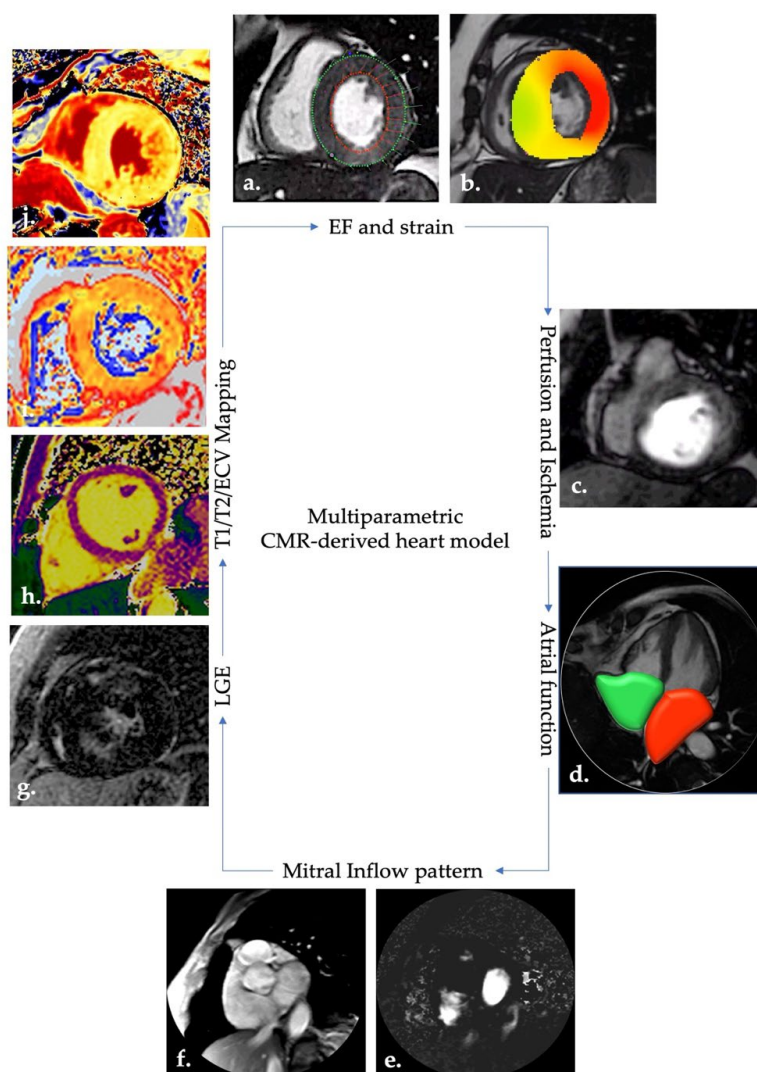 a.
b.
EF and strain
Perfusion and Ischemia
c.
Atrial function
d.
Mitral Inflow pattern
e.
f.
LGE
g.
T1/T2/ECV Mapping
h.
j.
Multiparametric
CMR-derived heart model